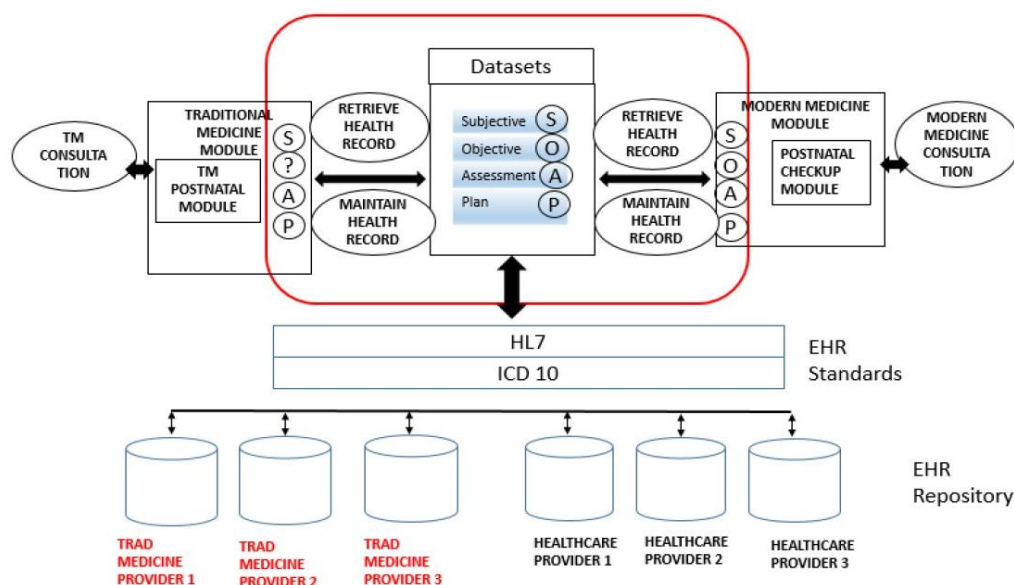 Datasets
TRADITIONAL
MEDICINE
MODULE
TM
CONSULTA
TION
TM
POSTNATAL
MODULE
S
?
A
P
RETRIEVE
HEALTH
RECORD
MAINTAIN
HEALTH
RECORD
Subjective S
Objective O
Assessment A
Plan P
RETRIEVE
HEALTH
RECORD
MAINTAIN
HEALTH
RECORD
MODERN MEDICINE
MODULE
S
O
A
P
POSTNATAL
CHECKUP
MODULE
MODERN
MEDICINE
CONSULTA
TION
HL7
ICD 10
EHR
Standards
EHR
Repository
TRAD
MEDICINE
PROVIDER 1
TRAD
MEDICINE
PROVIDER 2
TRAD
MEDICINE
PROVIDER 3
HEALTHCARE
PROVIDER 1
HEALTHCARE
PROVIDER 2
HEALTHCARE
PROVIDER 3